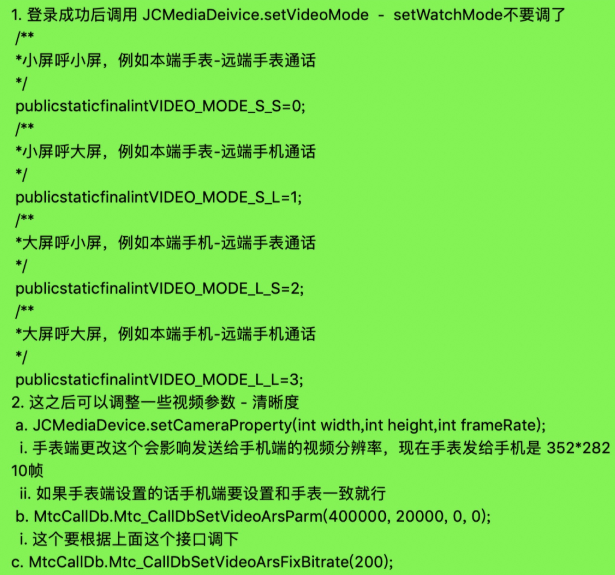 1. 登录成功后调用 JCMediaDeivice.setVideoMode - setWatchMode不要调了
/**
*小屏呼小屏，例如本端手表-远端手表通话
*/
publicstaticfinalintVIDEO_MODE_S_S=0;
/**
*小屏呼大屏，例如本端手表-远端手机通话
*/
publicstaticfinalintVIDEO_MODE_S_L=1;
/**
*大屏呼小屏，例如本端手机-远端手表通话
*/
publicstaticfinalintVIDEO_MODE_L_S=2;
/**
*大屏呼大屏，例如本端手机-远端手机通话
*/
publicstaticfinalintVIDEO_MODE_L_L=3;
2. 这之后可以调整一些视频参数 - 清晰度
a. JCMediaDevice.setCameraProperty(int width,int height,int frameRate);
i. 手表端更改这个会影响发送给手机端的视频分辨率，现在手表发给手机是 352*282
10帧
ii. 如果手表端设置的话手机端要设置和手表一致就行
b. MtcCallDb.Mtc_CallDbSetVideoArsParm(400000, 20000, 0, 0);
i. 这个要根据上面这个接口调下
c. MtcCallDb.Mtc_CallDbSetVideoArsFixBitrate(200);